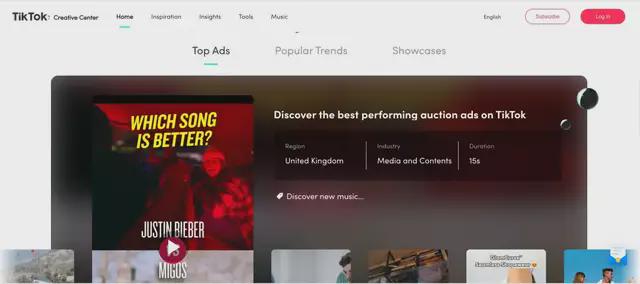 TikTok: Creative Center
Home
Inspiration
Insights
Tools
Music
English
Subscribe
Log in
Top Ads
Popular Trends
Showcases
WHICH SONG
IS BETTER?
JUSTIN BIEBER
MIGOS
Discover the best performing auction ads on TikTok
Region
United Kingdom
Industry
Media and Contents
Duration
15s
Discover new music...
Seamless Shapewear